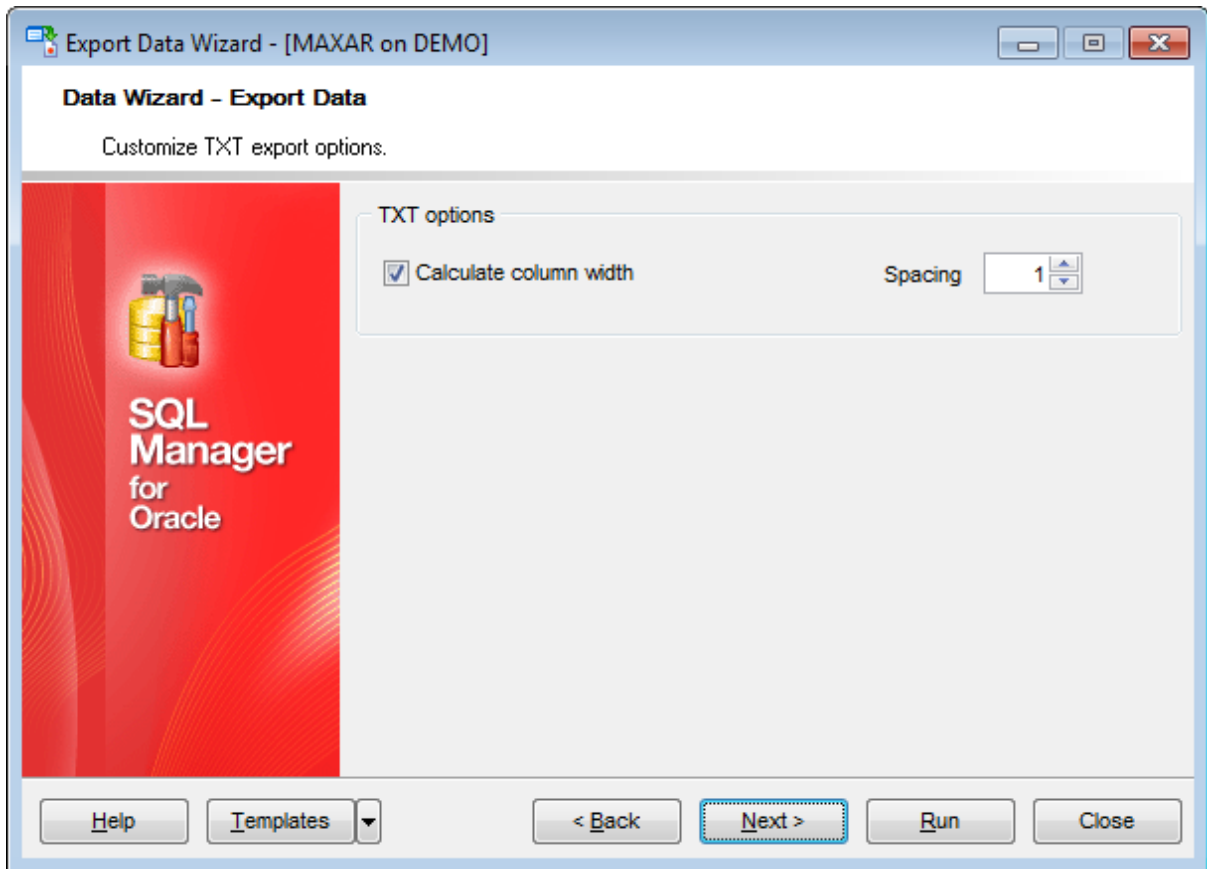 Export Data Wizard - [MAXAR on DEMO]
Data Wizard - Export Data
Customize TXT export options.
TXT options
Calculate column width
Spacing
1
SQL
Manager
for
Oracle
Help
Templates
< Back
Next >
Run
Close